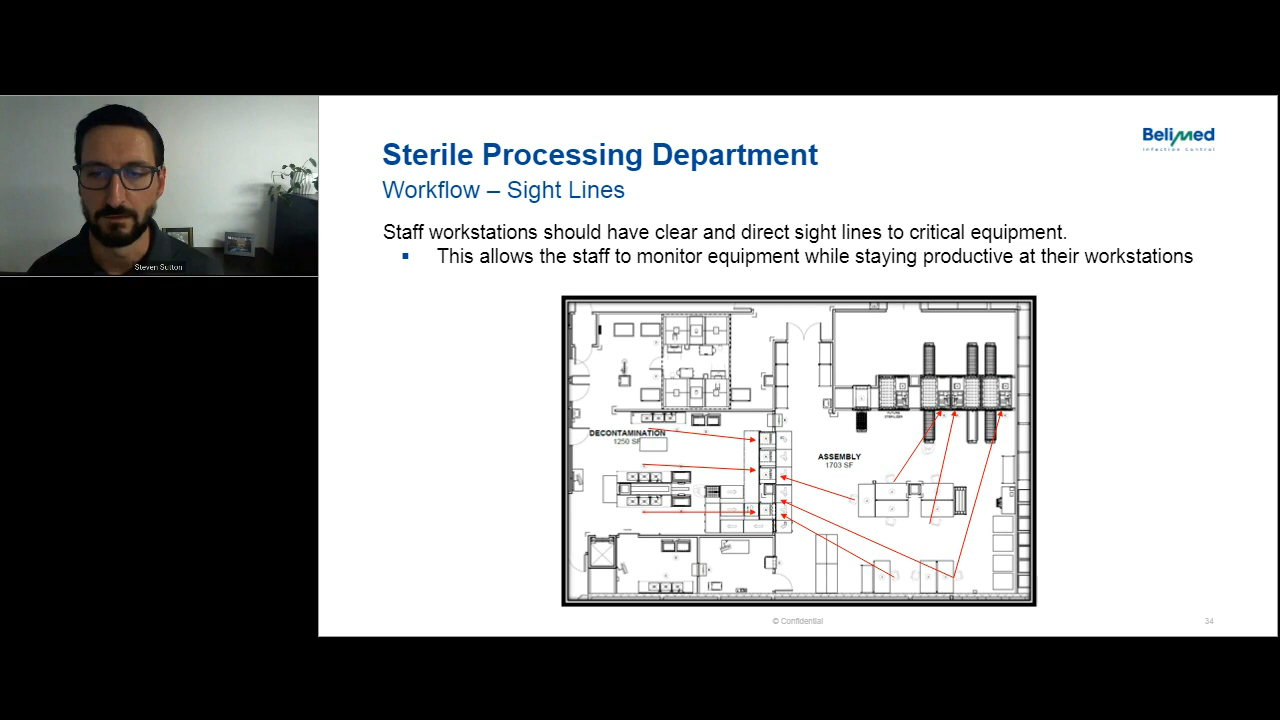 Belimed
Infection Control
Sterile Processing Department
Workflow – Sight Lines
Staff workstations should have clear and direct sight lines to critical equipment.
▪ This allows the staff to monitor equipment while staying productive at their workstations
Steven Sutton
DECONTAMINATION
1250 SF
ASSEMBLY
1703 SF
FUTURE
STERILIZER
© Confidential
34